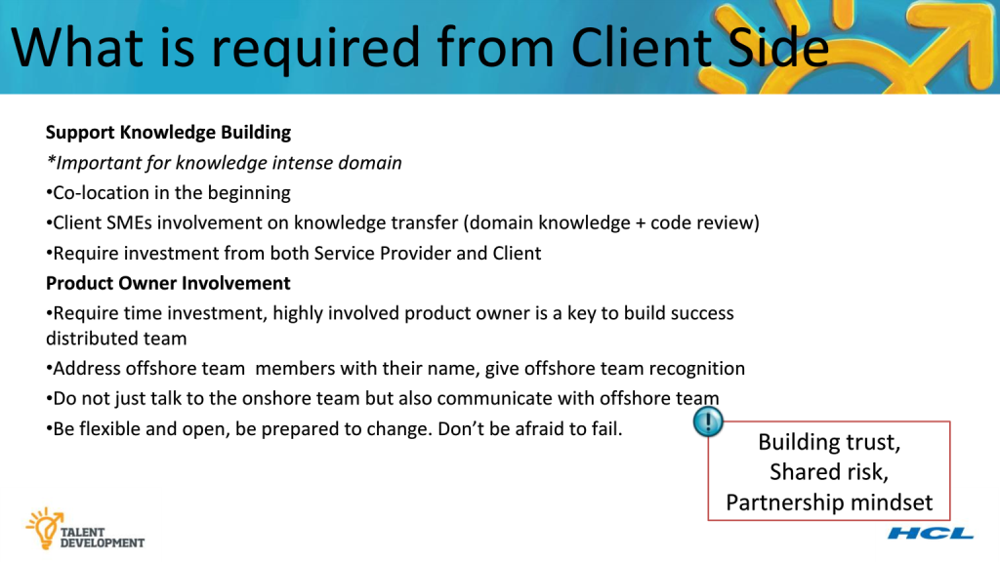 What is required from Client Side
Support Knowledge Building
*Important for knowledge intense domain
•Co-location in the beginning
•Client SMEs involvement on knowledge transfer (domain knowledge + code review)
•Require investment from both Service Provider and Client
Product Owner Involvement
•Require time investment, highly involved product owner is a key to build success
distributed team
•Address offshore team  members with their name, give offshore team recognition
•Do not just talk to the onshore team but also communicate with offshore team
•Be flexible and open, be prepared to change. Don’t be afraid to fail.
!
Building trust,
Shared risk,
Partnership mindset
TALENT
DEVELOPMENT
HCL